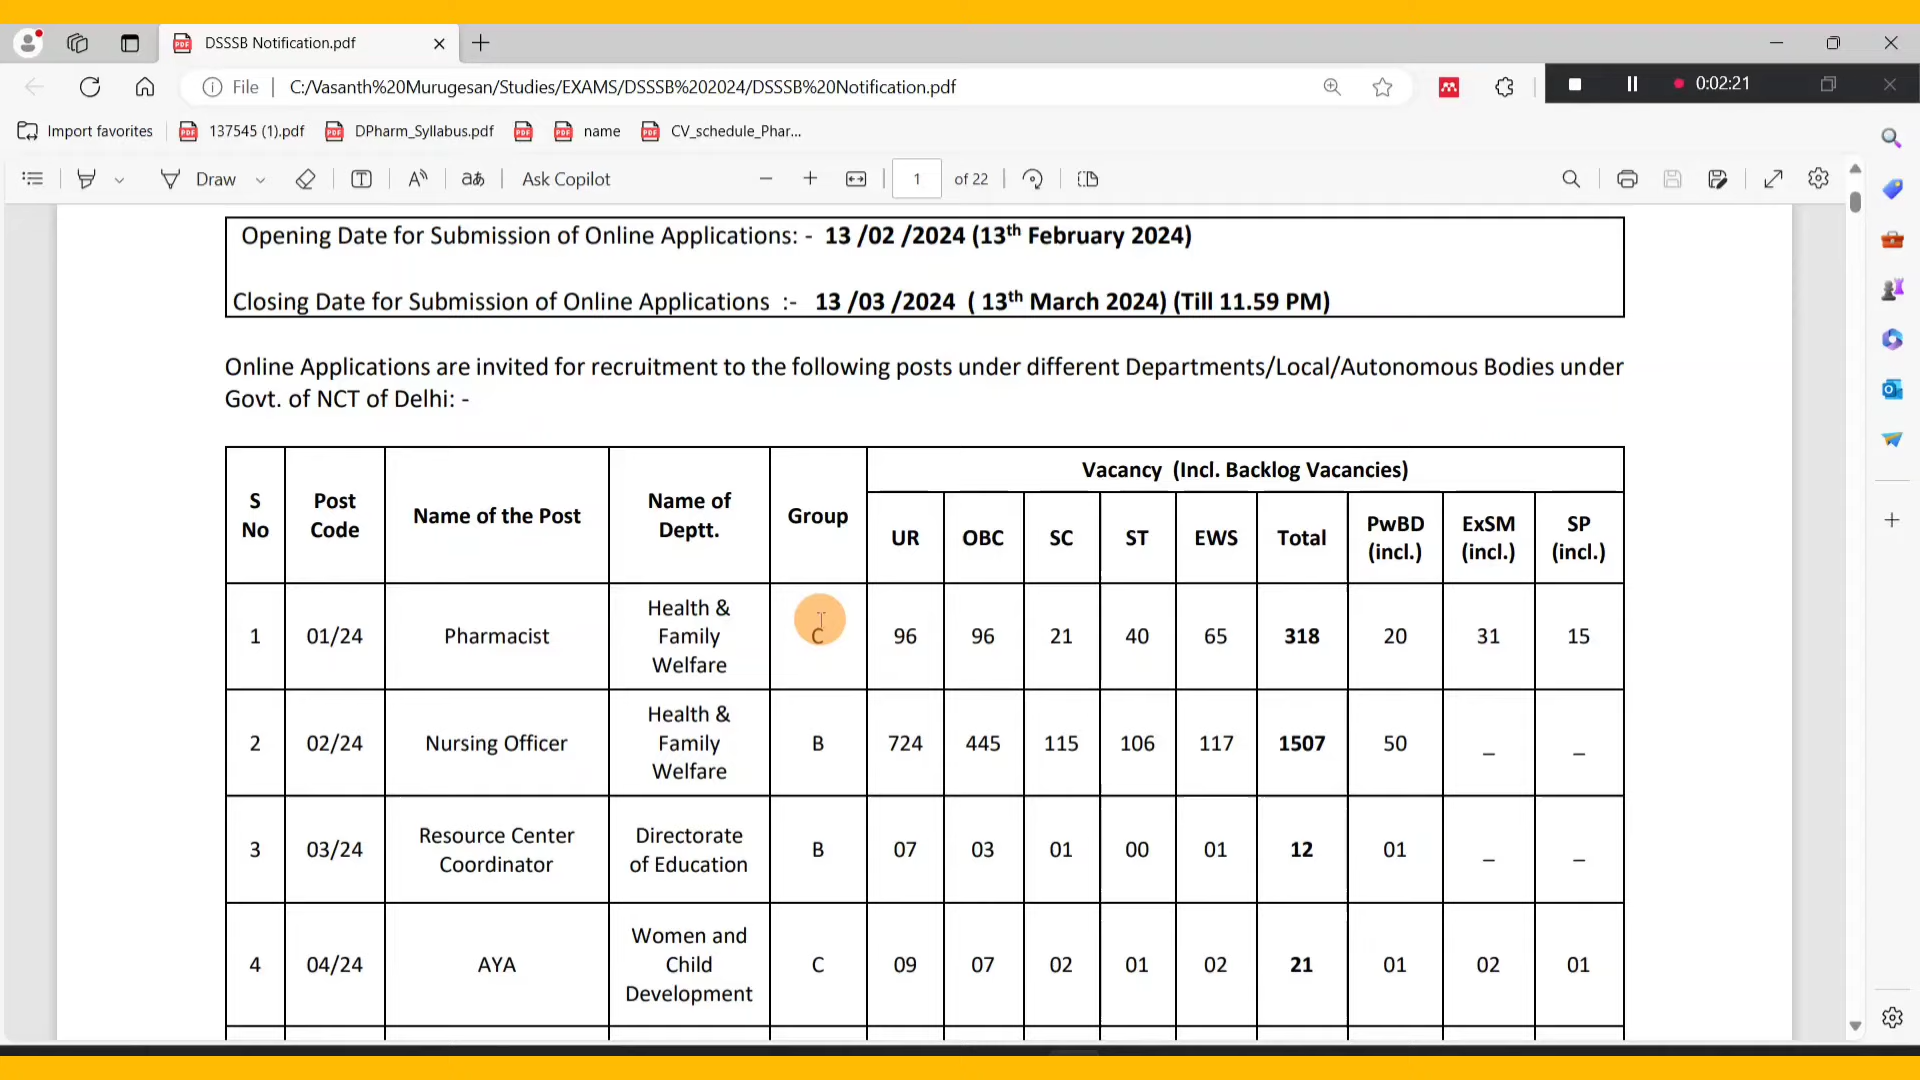 DSSSB Notification.pdf
File
C:/Vasanth%20Murugesan/Studies/EXAMS/DSSSB%202024/DSSSB%20Notification.pdf
0:02:21
Import favorites
137545 (1).pdf
DPharm_Syllabus.pdf
name
CV_schedule_Phar...
Draw
Ask Copilot
1 of 22
Opening Date for Submission of Online Applications: - 13 /02 /2024 (13th February 2024)
Closing Date for Submission of Online Applications :- 13 /03 /2024 ( 13th March 2024) (Till 11.59 PM)
Online Applications are invited for recruitment to the following posts under different Departments/Local/Autonomous Bodies under
Govt. of NCT of Delhi: -
S No Post Code Name of the Post Name of Deptt. Group Vacancy (Incl. Backlog Vacancies)
UR OBC SC ST EWS Total PwBD (incl.) ExSM (incl.) SP (incl.)
1 01/24 Pharmacist Health & Family Welfare C 96 96 21 40 65 318 20 31 15
2 02/24 Nursing Officer Health & Family Welfare B 724 445 115 106 117 1507 50 _ _
3 03/24 Resource Center Coordinator Directorate of Education B 07 03 01 00 01 12 01 _ _
4 04/24 AYA Women and Child Development C 09 07 02 01 02 21 01 02 01